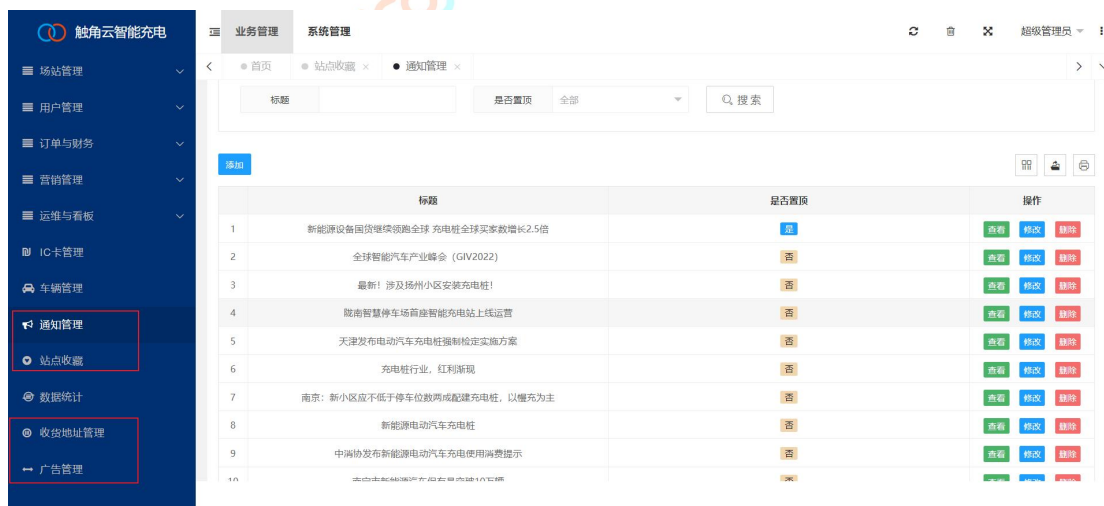 触角云智能充电
业务管理 系统管理 超级管理员
首页 站点收藏 通知管理
场站管理
用户管理
订单与财务
营销管理
运维与看板
IC卡管理
车辆管理
通知管理
站点收藏
数据统计
收货地址管理
广告管理
标题 是否置顶 全部 搜索
添加
标题 是否置顶 操作
1 新能源设备国货继续领跑全球 充电桩全球买家数增长2.5倍 是 查看 修改 删除
2 全球智能汽车产业峰会（GIV2022） 否 查看 修改 删除
3 最新！涉及扬州小区安装充电桩！ 否 查看 修改 删除
4 陇南智慧停车场首座智能充电站上线运营 否 查看 修改 删除
5 天津发布电动汽车充电桩强制检定实施方案 否 查看 修改 删除
6 充电桩行业，红利渐现 否 查看 修改 删除
7 南京：新小区应不低于停车位数两成配建充电桩，以慢充为主 否 查看 修改 删除
8 新能源电动汽车充电桩 否 查看 修改 删除
9 中消协发布新能源电动汽车充电使用消费提示 否 查看 修改 删除
10